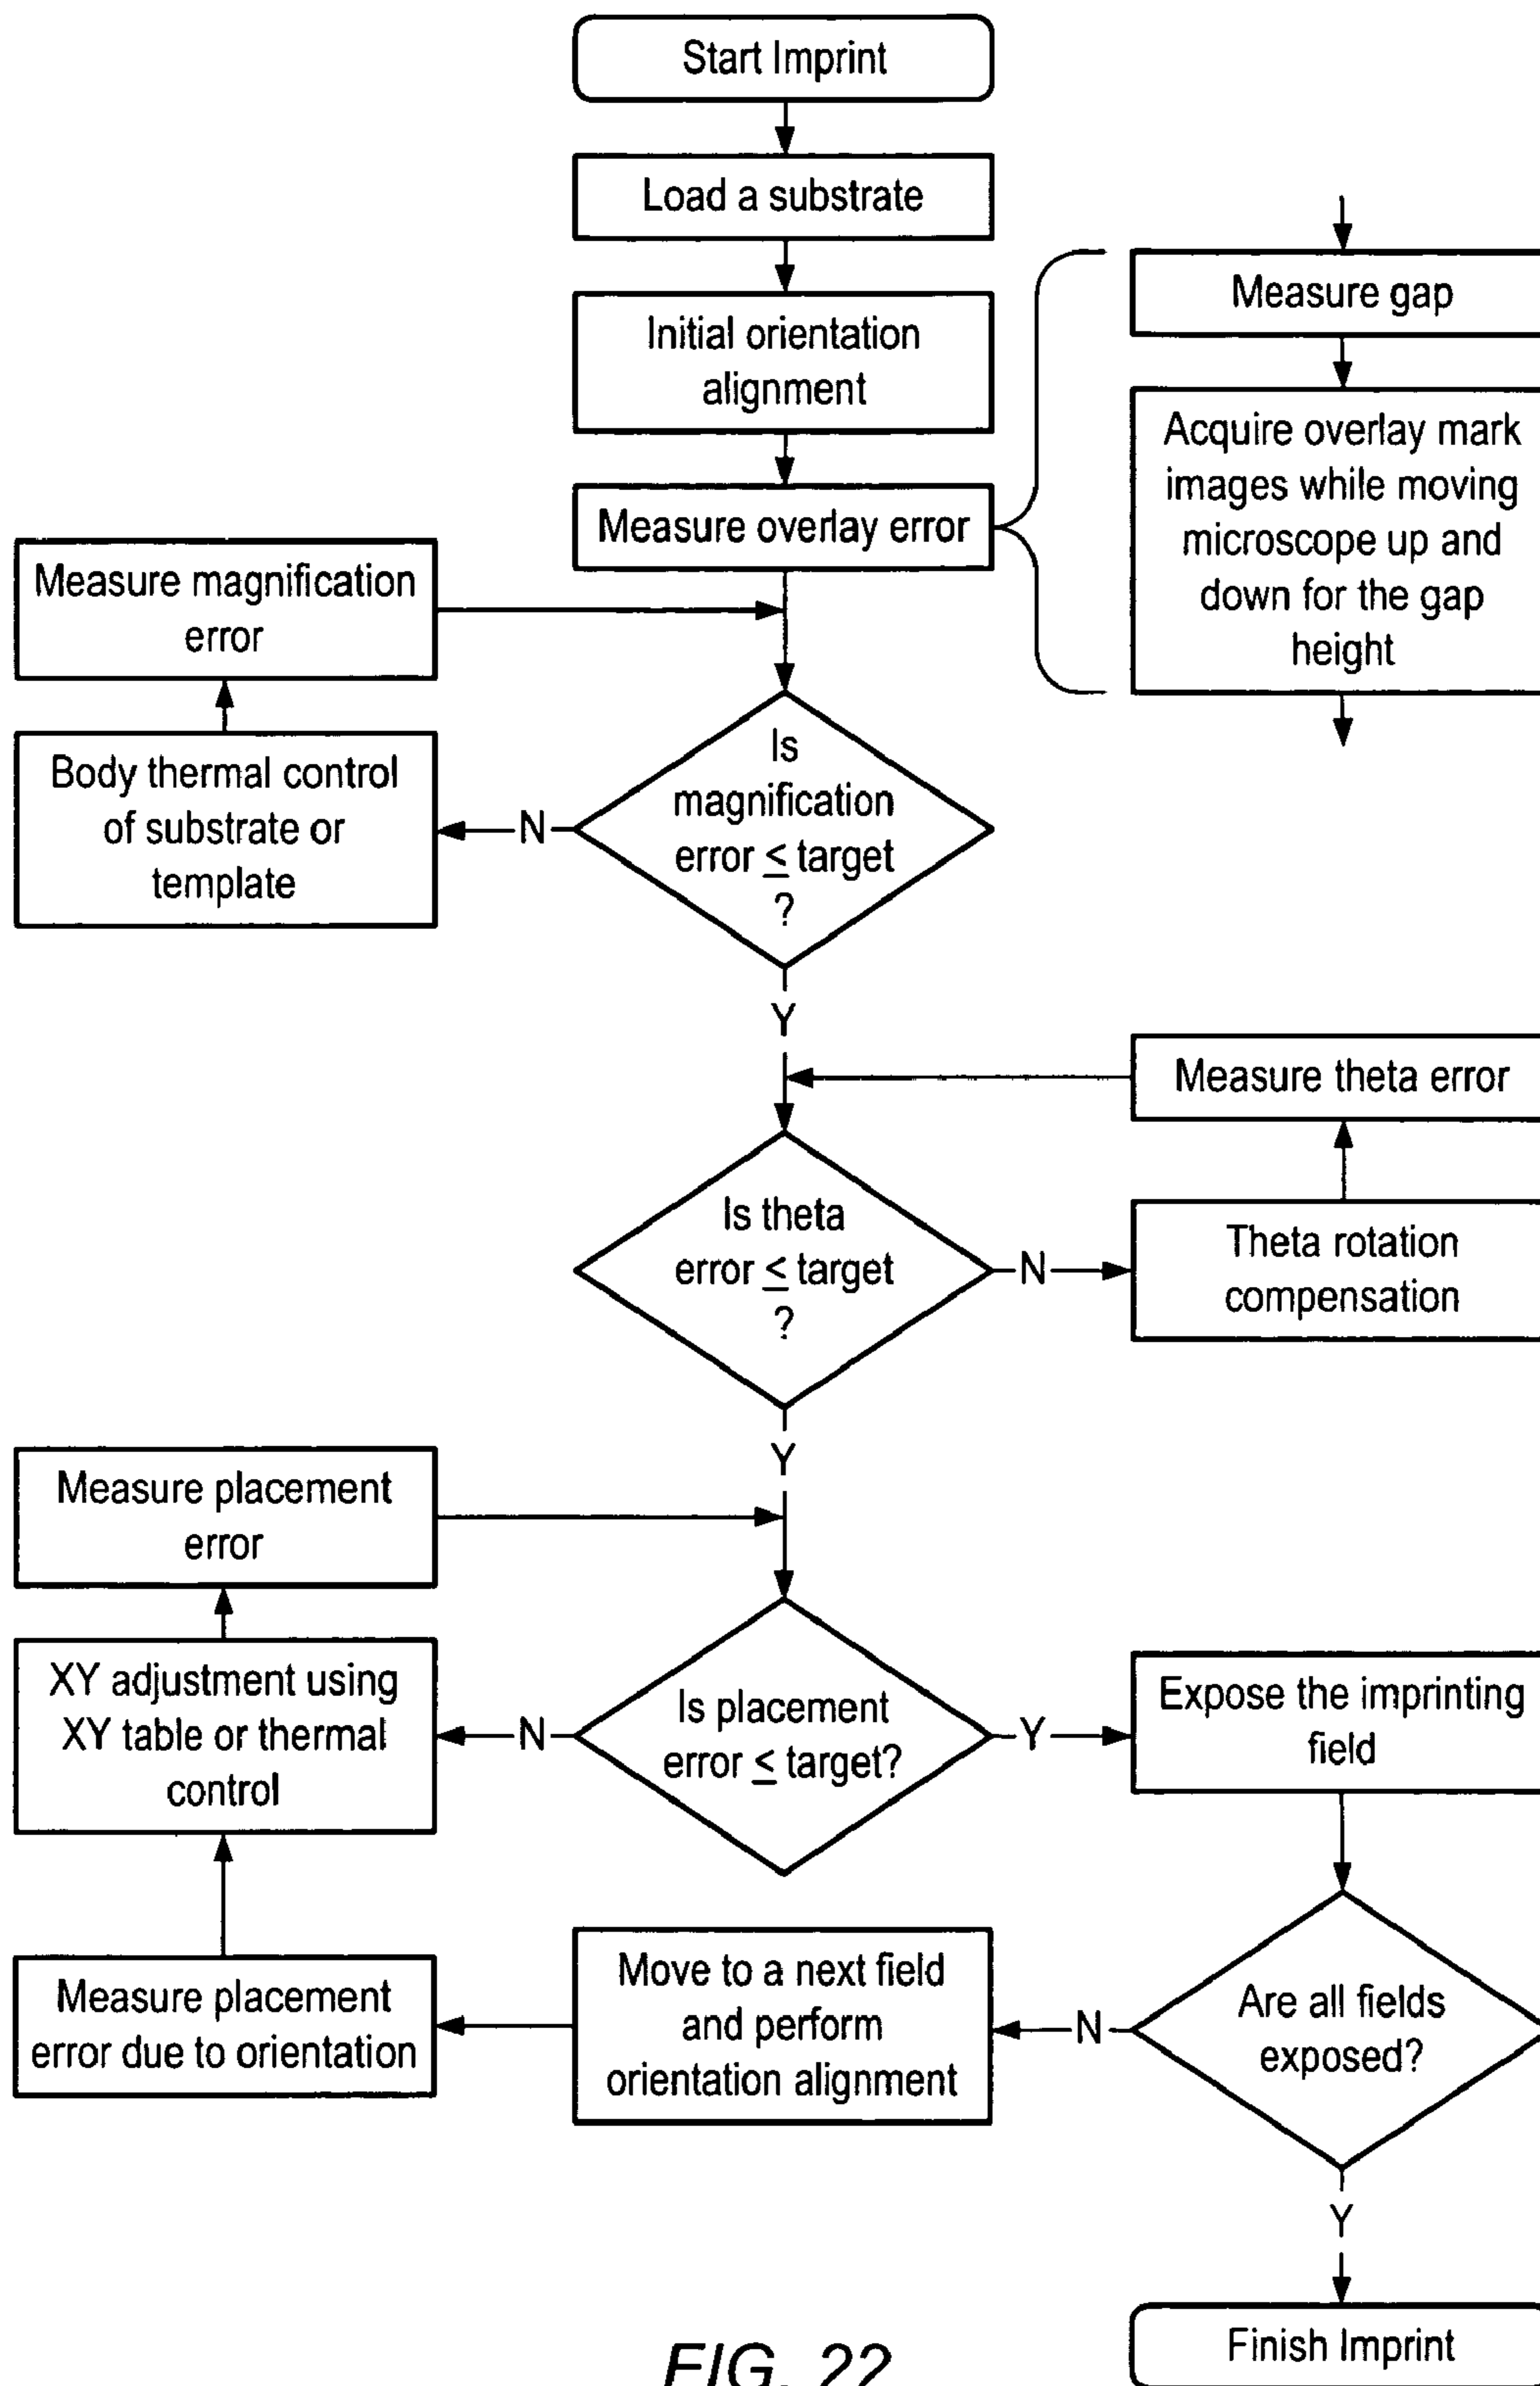 Start Imprint
Load a substrate
Initial orientation
alignment
Measure overlay error
Measure gap
Acquire overlay mark
images while moving
microscope up and
down for the gap
height
Measure magnification
error
Body thermal control
of substrate or
template
N
Is
magnification
error ≤ target
?
Y
Measure theta error
Is theta
error ≤ target
?
N
Theta rotation
compensation
Y
Measure placement
error
XY adjustment using
XY table or thermal
control
N
Is placement
error ≤ target?
Y
Expose the imprinting
field
Measure placement
error due to orientation
Move to a next field
and perform
orientation alignment
N
Are all fields
exposed?
Y
Finish Imprint
FIG. 22